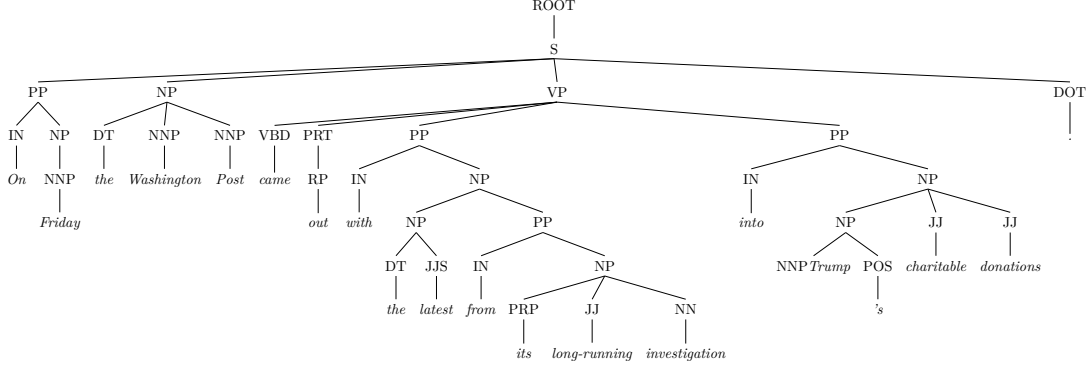 ROOT
S
PP NP VP DOT
IN NP DT NNP NNP VBD PRT PP PP .
On NNP the Washington Post came RP IN NP IN NP
Friday out with NP PP into NP JJ JJ
DT JJS IN NP NNP Trump POS charitable donations
the latest from PRP JJ NN 's
its long-running investigation